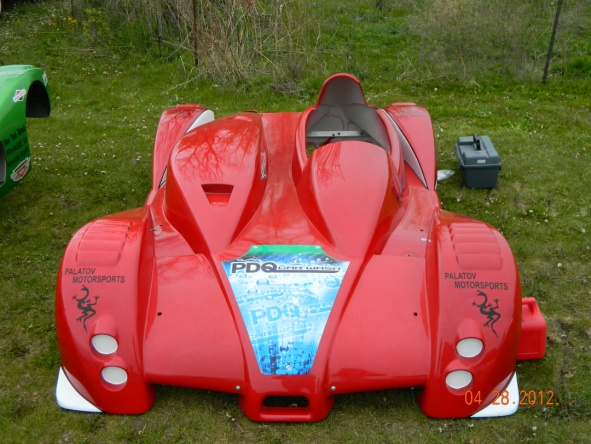 PDQ CAR WASH
PDQ
PALATOV
MOTORSPORTS
PALATOV
MOTORSPORTS
04.28.2012